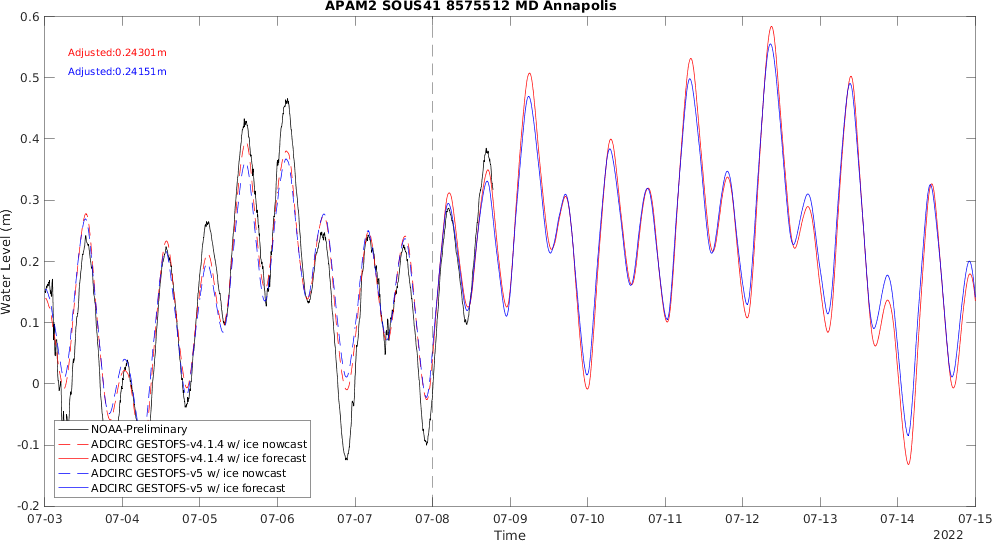 APAM2 SOUS41 8575512 MD Annapolis
0.6
Adjusted:0.24301m
Adjusted:0.24151m
0.5
0.4
0.3
0.2
0.1
0
-0.1
-0.2
Water Level (m)
NOAA-Preliminary
ADCIRC GESTOFS-v4.1.4 w/ ice nowcast
ADCIRC GESTOFS-v4.1.4 w/ ice forecast
ADCIRC GESTOFS-v5 w/ ice nowcast
ADCIRC GESTOFS-v5 w/ ice forecast
07-03 07-04 07-05 07-06 07-07 07-08 07-09 07-10 07-11 07-12 07-13 07-14 07-15
Time
2022